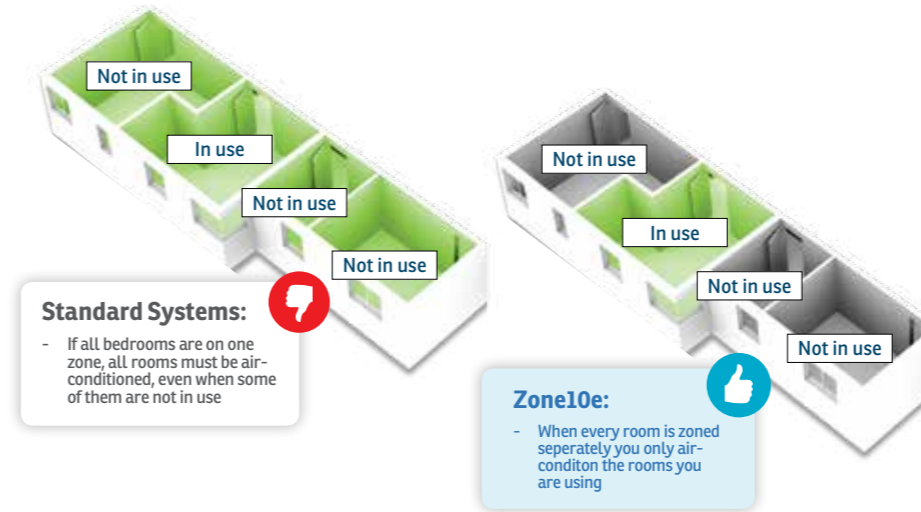 Not in use
In use
Not in use
Not in use
Standard Systems:
- If all bedrooms are on one
zone, all rooms must be air-
conditioned, even when some
of them are not in use
Not in use
In use
Not in use
Not in use
Zone10e:
- When every room is zoned
seperately you only air-
conditon the rooms you
are using